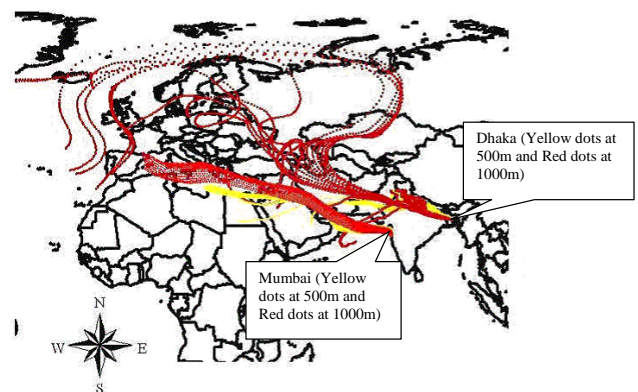 Dhaka (Yellow dots at
500m and Red dots at
1000m)
Mumbai (Yellow
dots at 500m and
Red dots at 1000m)
N
W E
S